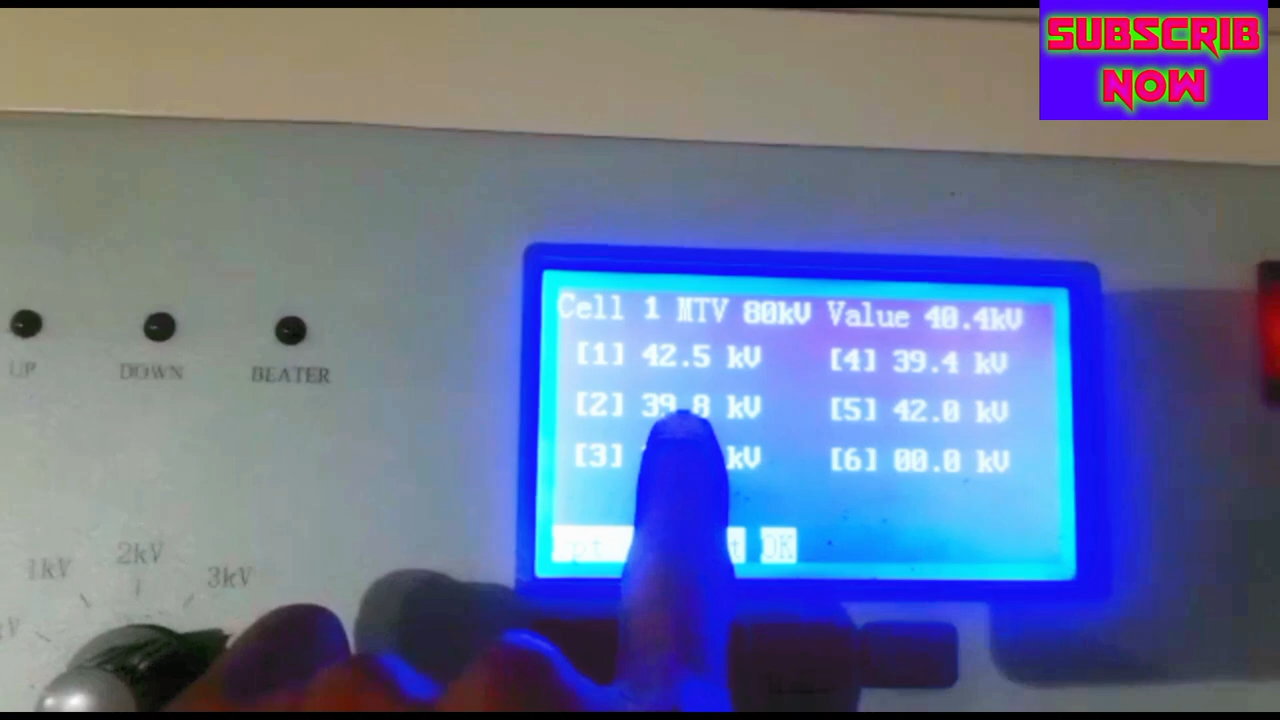 SUBSCRIB
NOW
Cell 1 MTV 80kV Value 40.4kV
[1] 42.5 kV [4] 39.4 kV
[2] 39.8 kV [5] 42.0 kV
[3] kV [6] 00.0 kV
OK
UP DOWN BEATER
1kV 2kV 3kV